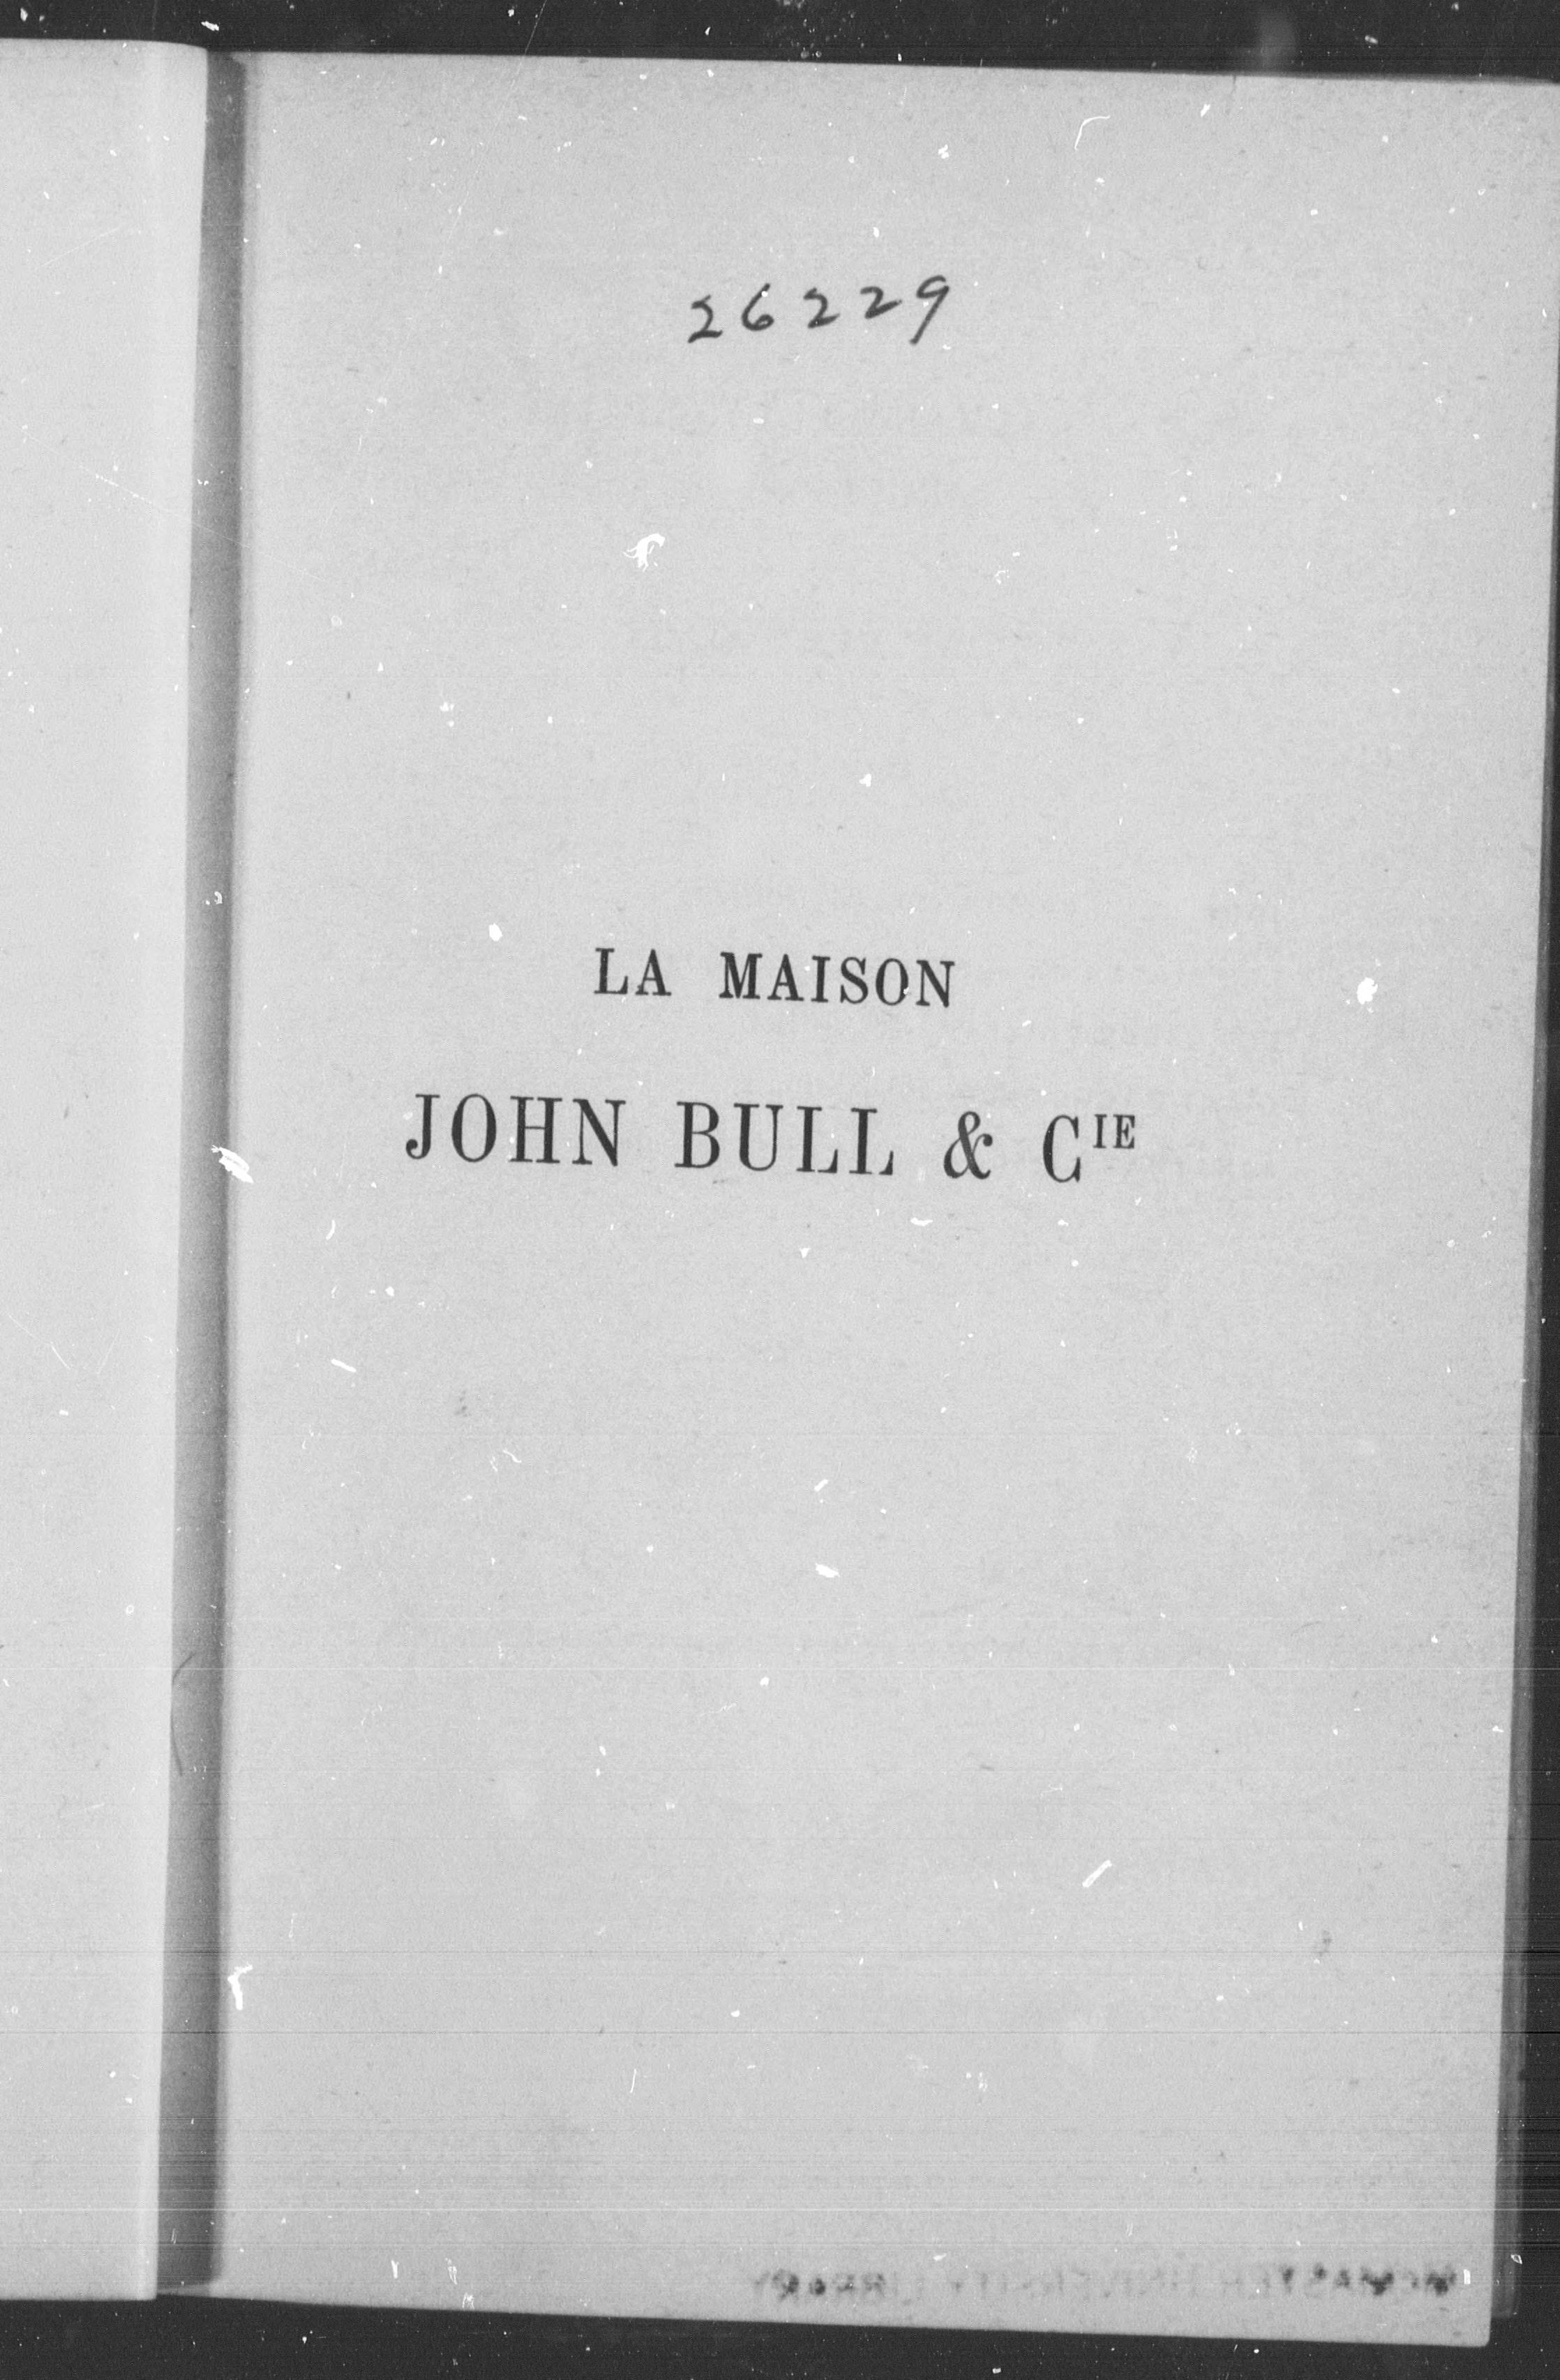 26229
LA MAISON
JOHN BULL & CIE